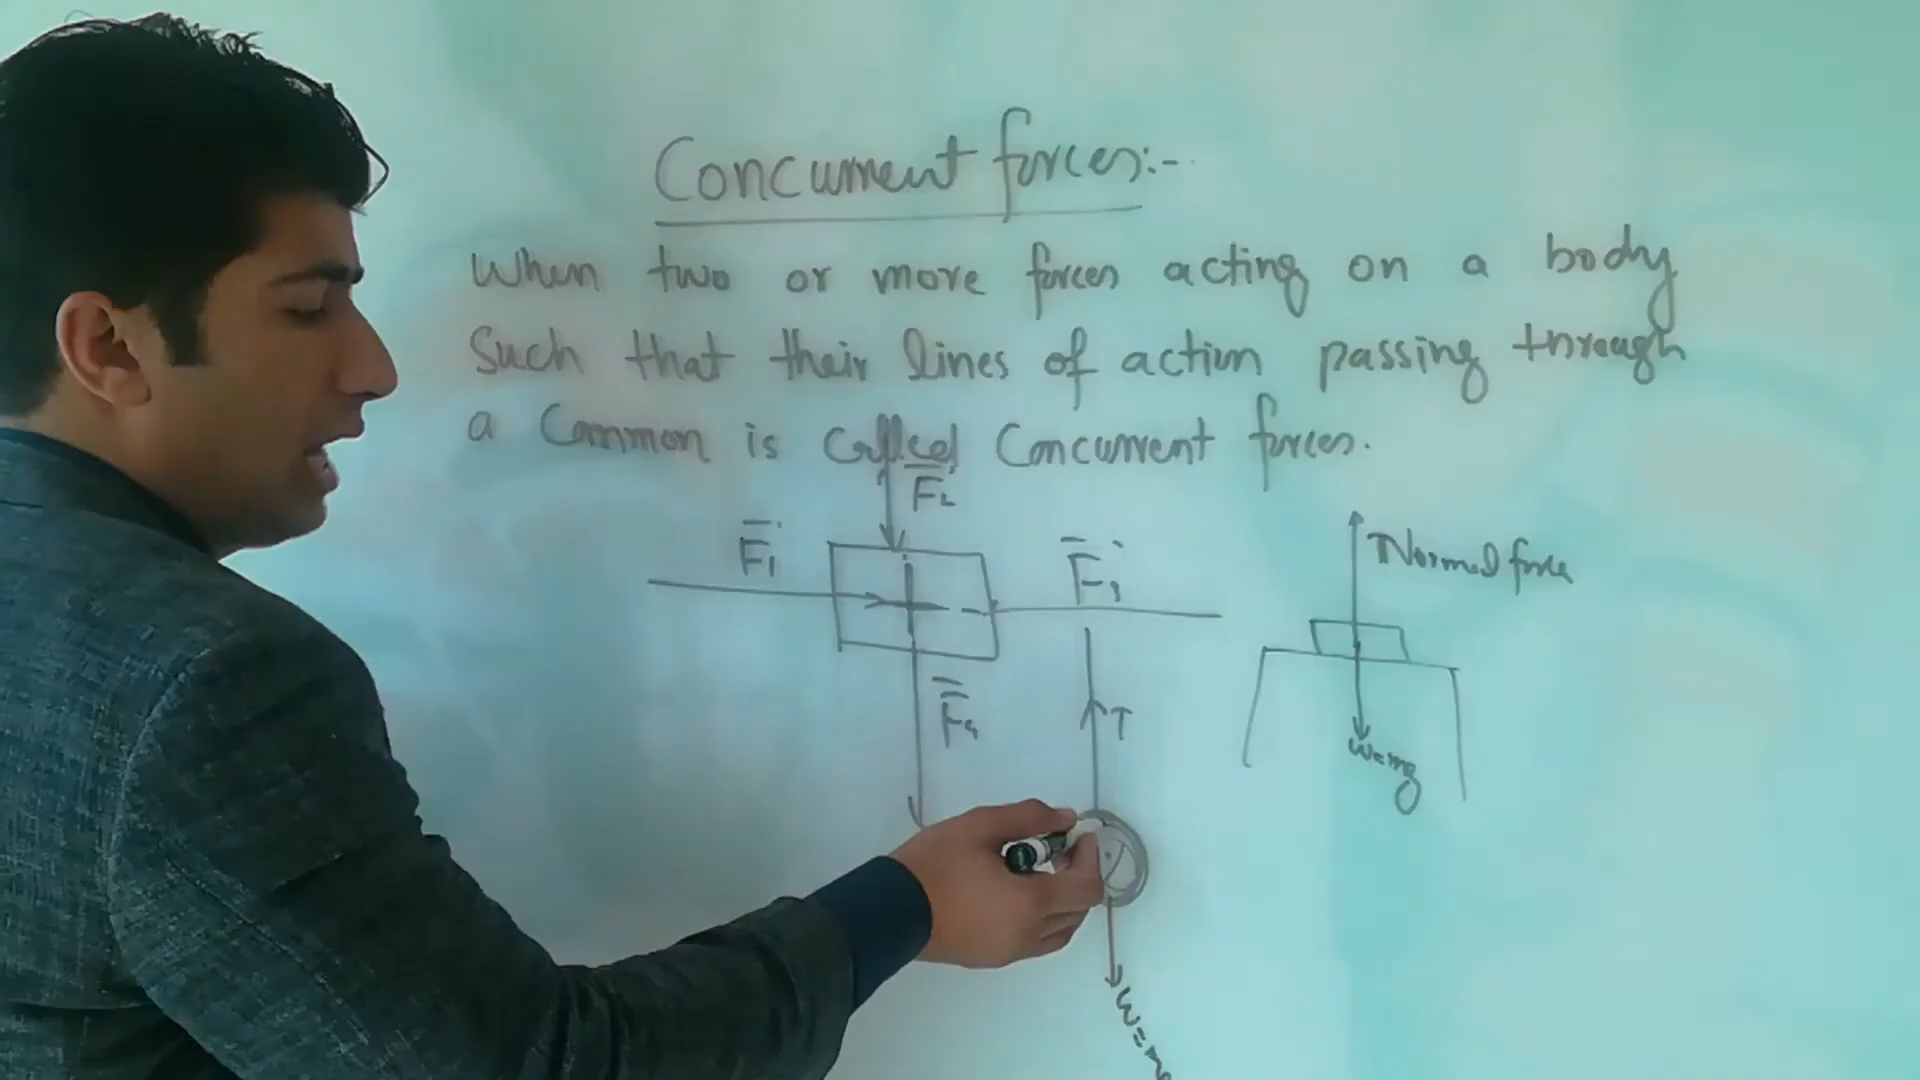 Concurrent forces:-
When two or more forces acting on a body
Such that their lines of action passing through
a Common is called Concurrent forces.
F₂
F₁
F₃
Normal force
F₄
T
W=mg
W=m